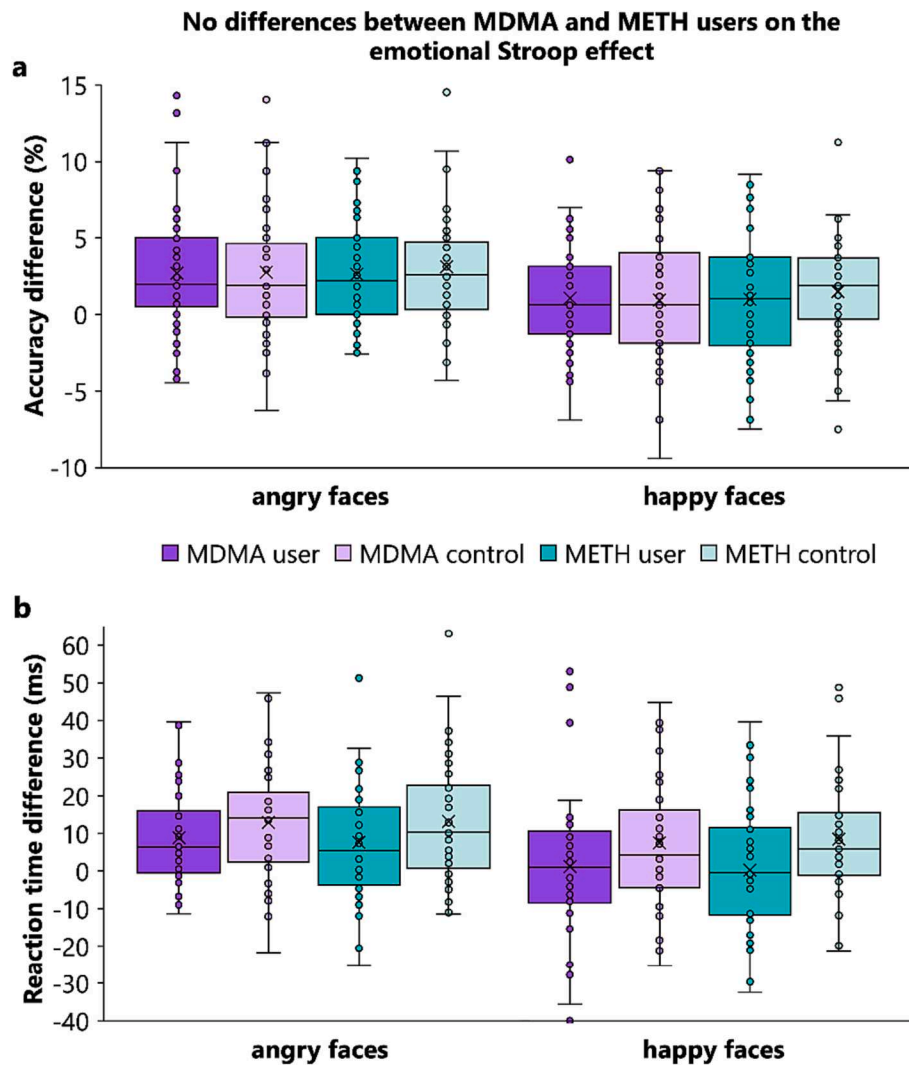 No differences between MDMA and METH users on the
emotional Stroop effect
a
Accuracy difference (%)
15
10
5
0
-5
-10
angry faces
happy faces
MDMA user
MDMA control
METH user
METH control
b
Reaction time difference (ms)
60
50
40
30
20
10
0
-10
-20
-30
-40
angry faces
happy faces